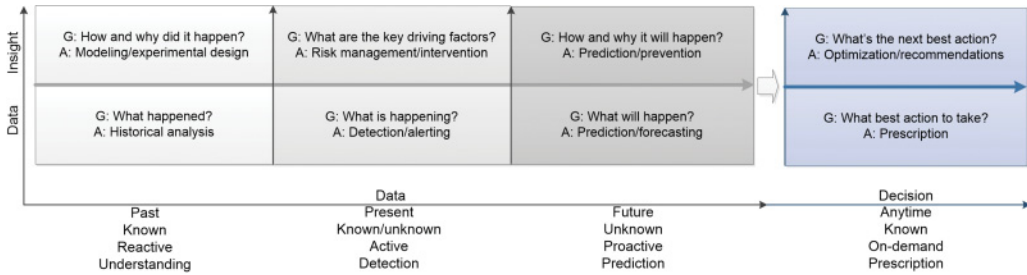 Insight
G: How and why did it happen?
A: Modeling/experimental design
G: What are the key driving factors?
A: Risk management/intervention
G: How and why it will happen?
A: Prediction/prevention
G: What's the next best action?
A: Optimization/recommendations
Data
G: What happened?
A: Historical analysis
G: What is happening?
A: Detection/alerting
G: What will happen?
A: Prediction/forecasting
G: What best action to take?
A: Prescription
Data
Decision
Past
Known
Reactive
Understanding
Present
Known/unknown
Active
Detection
Future
Unknown
Proactive
Prediction
Anytime
Known
On-demand
Prescription